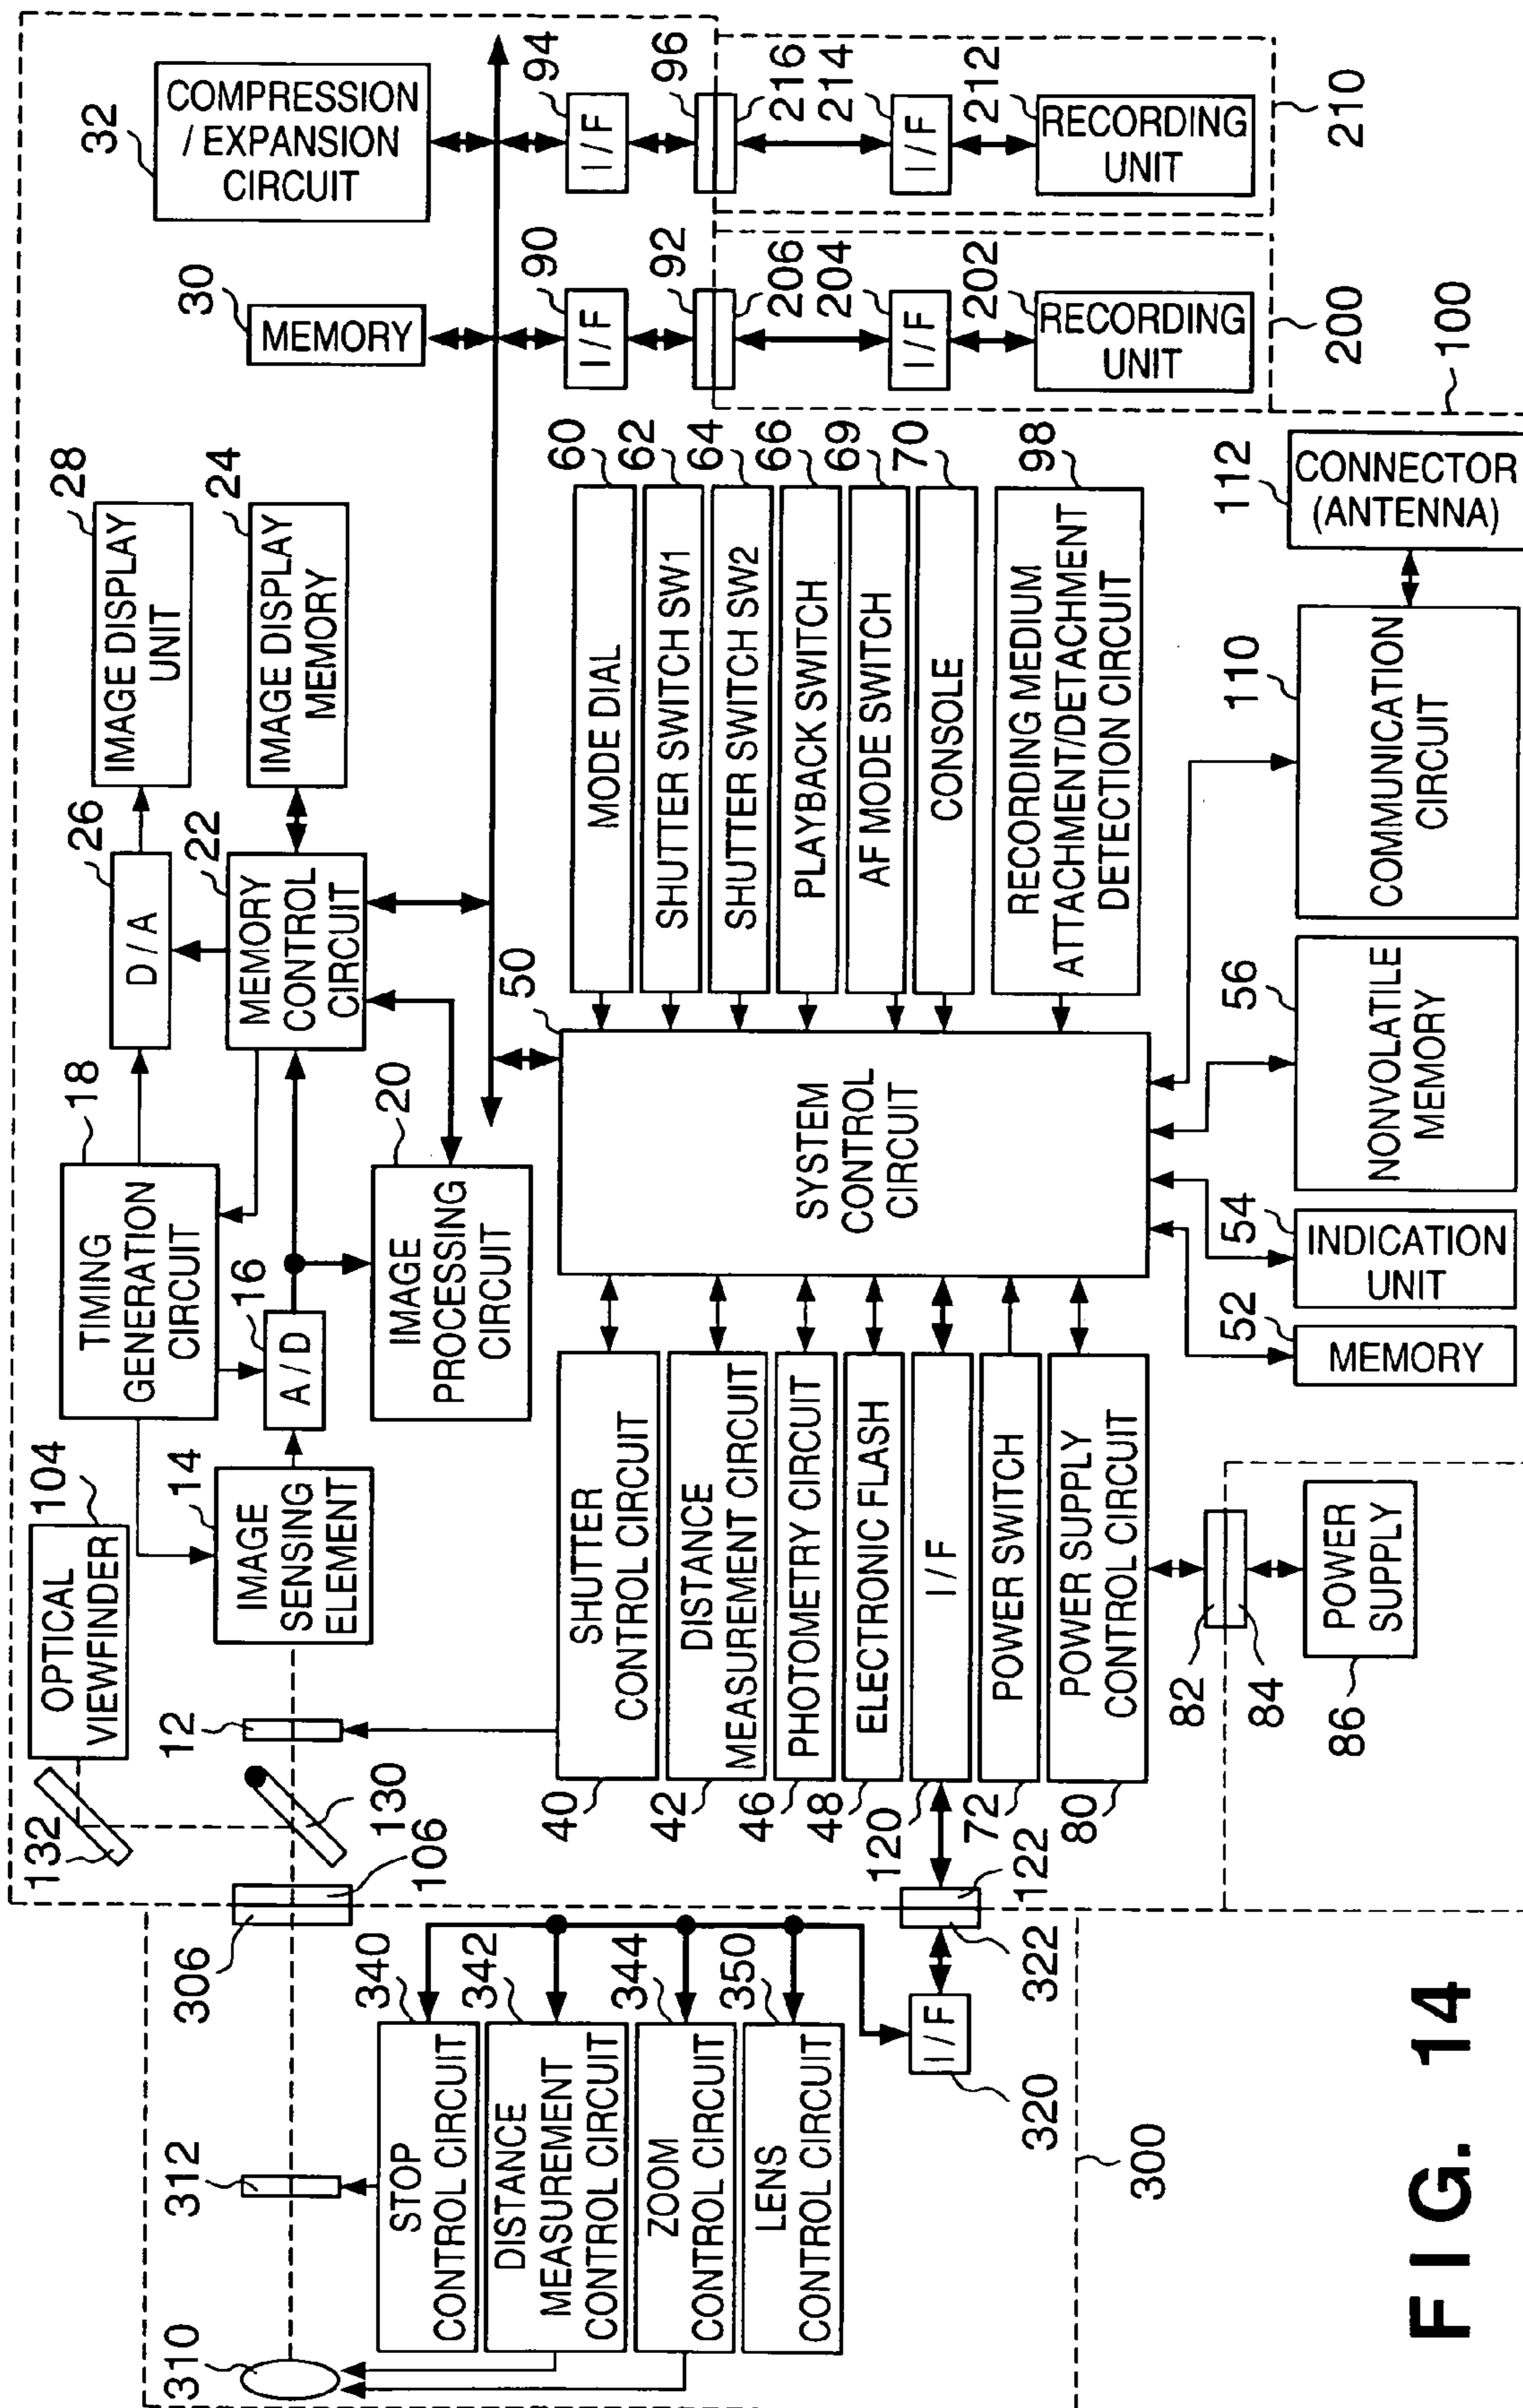 32
COMPRESSION
/ EXPANSION
CIRCUIT
30
MEMORY
28
IMAGE DISPLAY
UNIT
24
IMAGE DISPLAY
MEMORY
26
D / A
22
MEMORY
CONTROL
CIRCUIT
18
TIMING
GENERATION
CIRCUIT
16
A / D
20
IMAGE
PROCESSING
CIRCUIT
104
OPTICAL
VIEWFINDER
14
IMAGE
SENSING
ELEMENT
12
132
130
106
306
312
310
94
I / F
96
216
214
I / F
212
RECORDING
UNIT
210
90
I / F
92
206
204
I / F
202
RECORDING
UNIT
200
100
50
SYSTEM
CONTROL
CIRCUIT
60
MODE DIAL
62
SHUTTER SWITCH SW1
64
SHUTTER SWITCH SW2
66
PLAYBACK SWITCH
69
AF MODE SWITCH
70
CONSOLE
98
RECORDING MEDIUM
ATTACHMENT/DETACHMENT
DETECTION CIRCUIT
112
CONNECTOR
(ANTENNA)
110
COMMUNICATION
CIRCUIT
56
NONVOLATILE
MEMORY
54
INDICATION
UNIT
52
MEMORY
SHUTTER
CONTROL CIRCUIT
40
DISTANCE
MEASUREMENT CIRCUIT
42
PHOTOMETRY CIRCUIT
46
ELECTRONIC FLASH
48
I / F
120
POWER SWITCH
72
POWER SUPPLY
CONTROL CIRCUIT
80
82
84
POWER
SUPPLY
86
122
322
340
STOP
CONTROL CIRCUIT
342
DISTANCE
MEASUREMENT
CONTROL CIRCUIT
344
ZOOM
CONTROL CIRCUIT
350
LENS
CONTROL CIRCUIT
I / F
320
300
FIG. 14